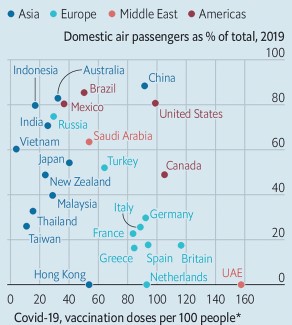 Asia Europe Middle East Americas
Domestic air passengers as % of total, 2019
100
Indonesia
Australia
China
Brazil
80
Mexico
India
Russia
United States
Saudi Arabia
60
Vietnam
Japan
Turkey
Canada
New Zealand
40
Malaysia
Italy
Germany
Thailand
France
20
Taiwan
Greece Spain Britain
Hong Kong
Netherlands
UAE
0
0 20 40 60 80 100 120 140 160
Covid-19, vaccination doses per 100 people*